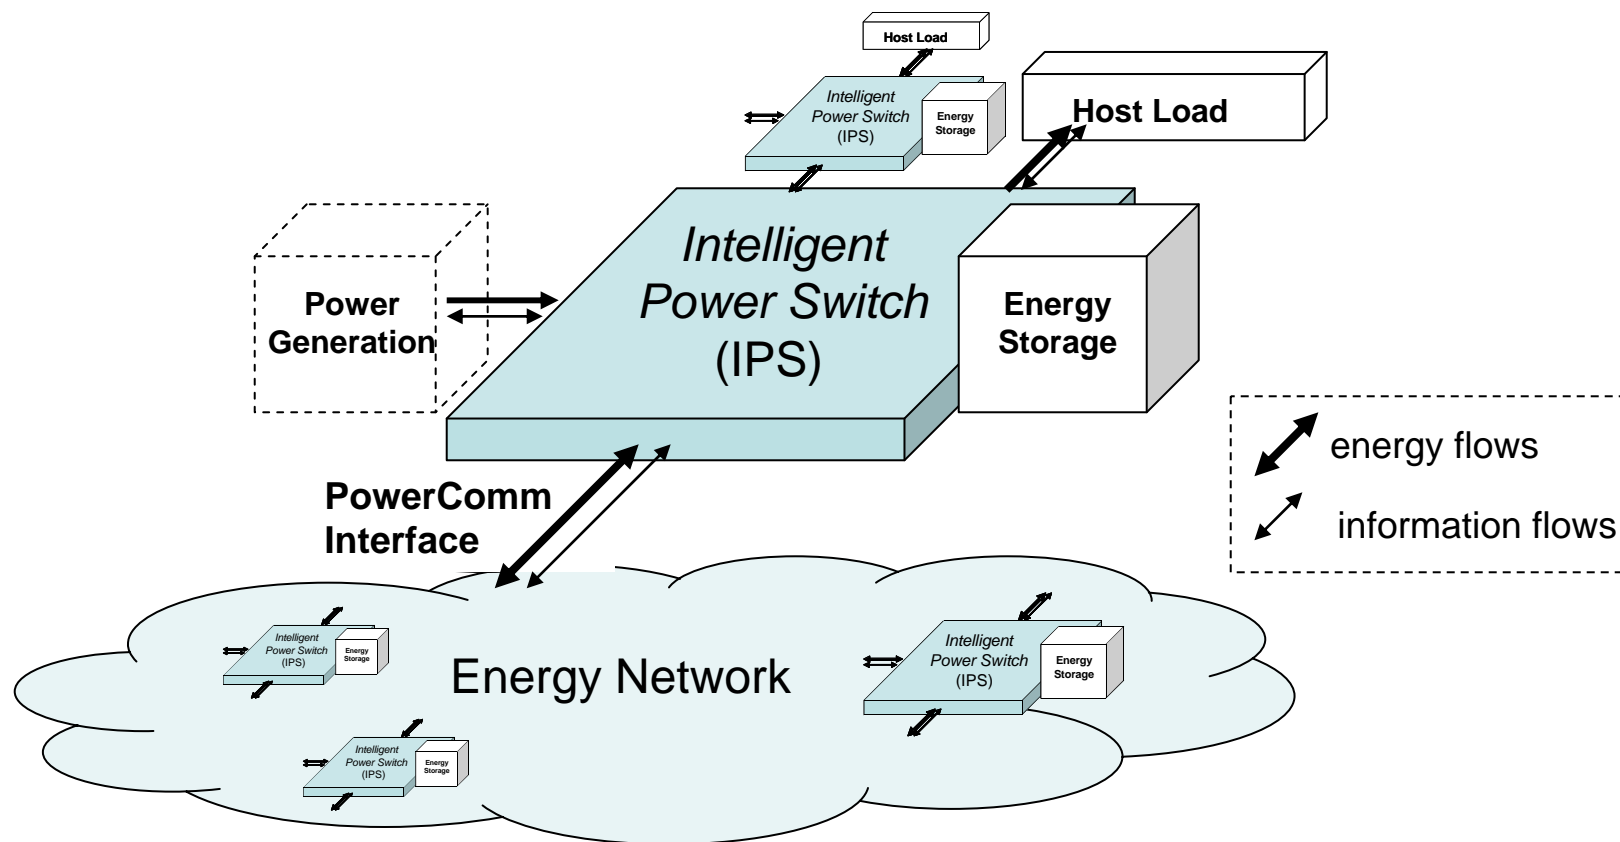 Host Load
Intelligent
Power Switch
(IPS)
Energy
Storage
Host Load
Intelligent
Power Switch
(IPS)
Energy
Storage
Power
Generation
energy flows
information flows
PowerComm
Interface
Energy Network
Intelligent
Power Switch
(IPS)
Energy
Storage
Intelligent
Power Switch
(IPS)
Energy
Storage
Intelligent
Power Switch
(IPS)
Energy
Storage